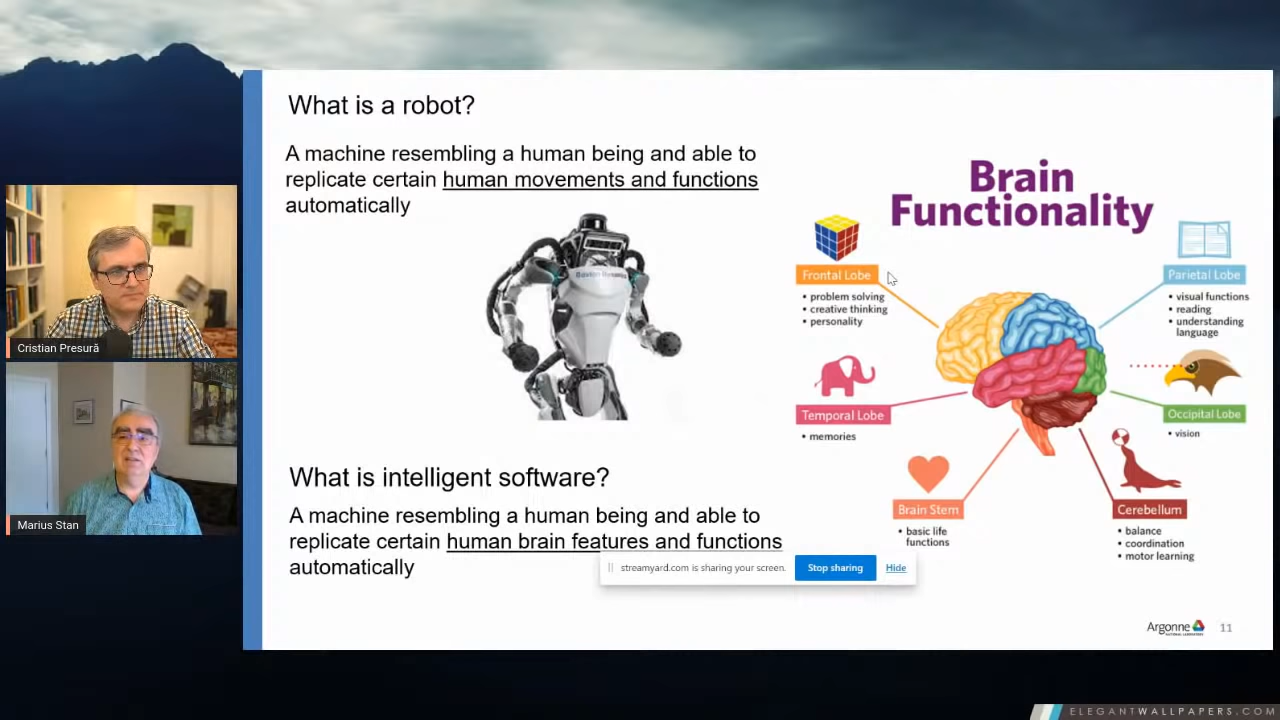 What is a robot?
A machine resembling a human being and able to
replicate certain human movements and functions
automatically
Boston Dynamics
What is intelligent software?
A machine resembling a human being and able to
replicate certain human brain features and functions
automatically
Brain
Functionality
Frontal Lobe
• problem solving
• creative thinking
• personality
Parietal Lobe
• visual functions
• reading
• understanding
language
Temporal Lobe
• memories
Occipital Lobe
• vision
Brain Stem
• basic life
functions
Cerebellum
• balance
• coordination
• motor learning
streamyard.com is sharing your screen.
Stop sharing
Hide
Argonne
NATIONAL LABORATORY
11
Cristian Presură
Marius Stan
ELEGANTWALLPAPERS.COM